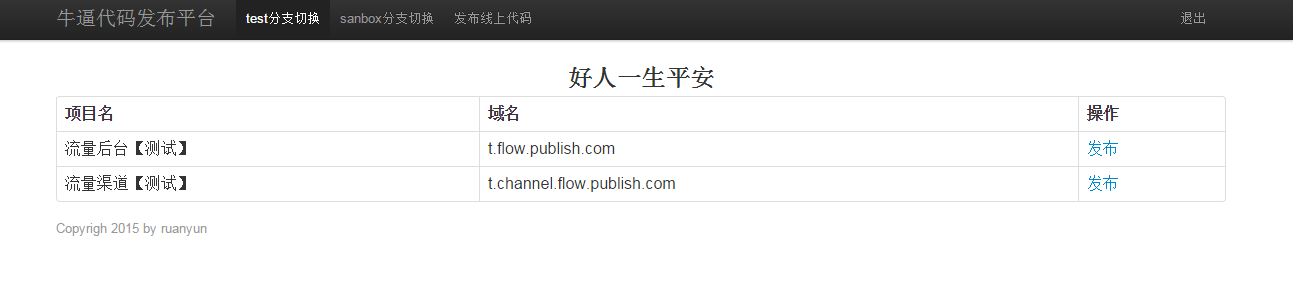 牛逼代码发布平台 test分支切换 sanbox分支切换 发布线上代码 退出
好人一生平安
项目名 域名 操作
流量后台【测试】 t.flow.publish.com 发布
流量渠道【测试】 t.channel.flow.publish.com 发布
Copyrigh 2015 by ruanyun